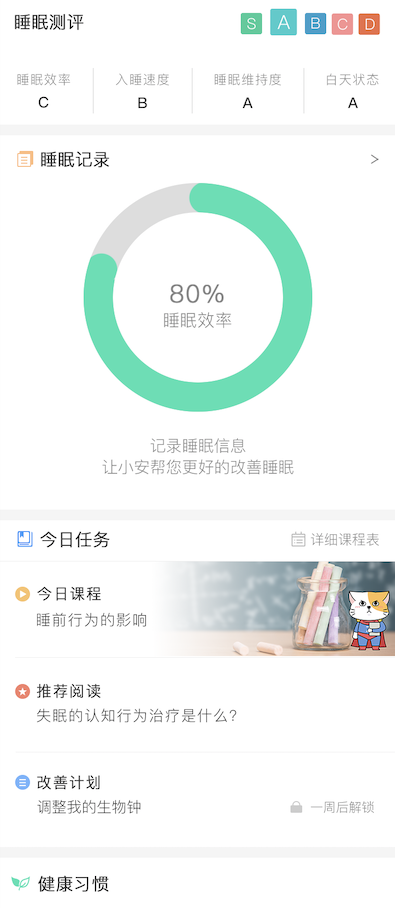 睡眠测评
S A B C D
睡眠效率 入睡速度 睡眠维持度 白天状态
C B A A
睡眠记录 >
80%
睡眠效率
记录睡眠信息
让小安帮您更好的改善睡眠
今日任务 详细课程表
今日课程
睡前行为的影响
推荐阅读
失眠的认知行为治疗是什么?
改善计划
调整我的生物钟 一周后解锁
健康习惯